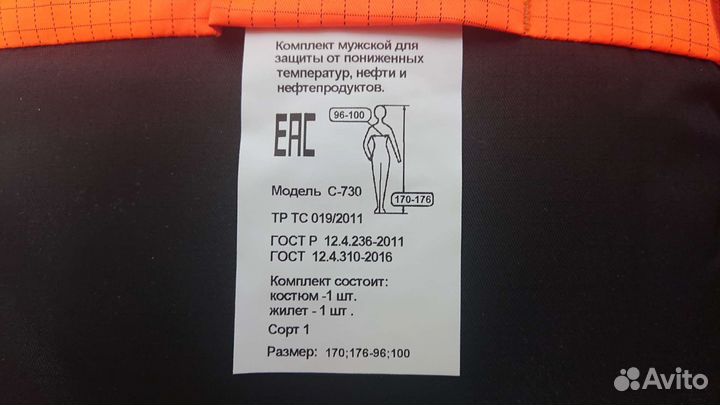 Комплект мужской для
защиты от пониженных
температур, нефти и
нефтепродуктов.
96-100
EAC
Модель С-730
170-176
ТР ТС 019/2011
ГОСТ Р 12.4.236-2011
ГОСТ 12.4.310-2016
Комплект состоит:
костюм -1 шт.
жилет - 1 шт .
Сорт 1
Размер: 170;176-96;100
Avito